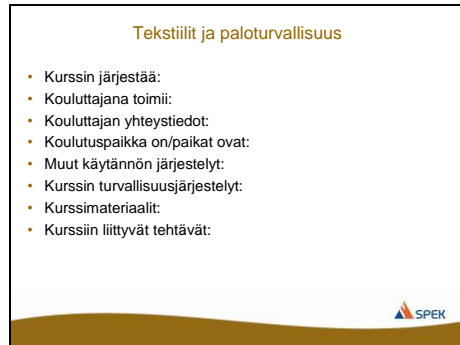 Tekstiilit ja paloturvallisuus
• Kurssin järjestää:
• Kouluttajana toimii:
• Kouluttajan yhteystiedot:
• Koulutuspaikka on/paikat ovat:
• Muut käytännön järjestelyt:
• Kurssin turvallisuusjärjestelyt:
• Kurssimateriaalit:
• Kurssiin liittyvät tehtävät:
SPEK